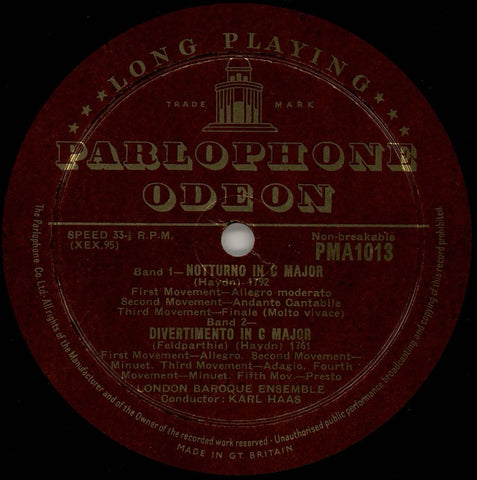 ★★★★ LONG PLAYING ★★★★
TRADE MARK
PARLOPHONE
ODEON
SPEED 33-½ R.P.M.
(XEX.95)
Non-breakable
PMA1013
Band 1—NOTTURNO IN C MAJOR
(Haydn) 1792
First Movement—Allegro moderato
Second Movement—Andante Cantabile
Third Movement—Finale (Molto vivace)
Band 2—
DIVERTIMENTO IN C MAJOR
(Feldparthie) (Haydn) 1761
First Movement—Allegro. Second Movement—
Minuet. Third Movement—Adagio. Fourth
Movement—Minuet. Fifth Mov.—Presto
LONDON BAROQUE ENSEMBLE
Conductor: KARL HAAS
The Parlophone Co. Ltd. All rights of the Manufacturer and of the Owner of the recorded work reserved - Unauthorised public performance broadcasting and copying of this record prohibited
MADE IN GT. BRITAIN